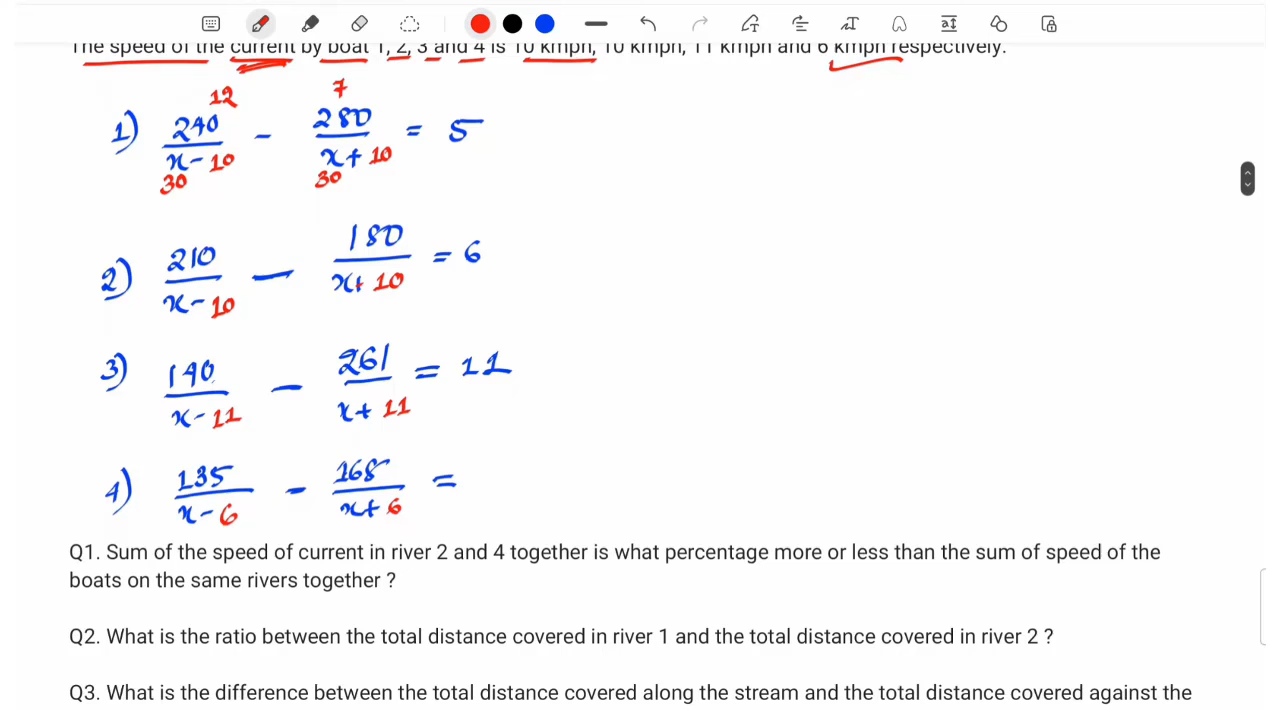 The speed of the current by boat 1, 2, 3 and 4 is 10 kmph, 10 kmph, 11 kmph and 6 kmph respectively.
12 7
1) 240/x-10 - 280/x+10 = 5
30 30
2) 210/x-10 - 180/x+10 = 6
3) 140/x-11 - 261/x+11 = 11
4) 135/x-6 - 168/x+6 =
Q1. Sum of the speed of current in river 2 and 4 together is what percentage more or less than the sum of speed of the
boats on the same rivers together ?
Q2. What is the ratio between the total distance covered in river 1 and the total distance covered in river 2 ?
Q3. What is the difference between the total distance covered along the stream and the total distance covered against the